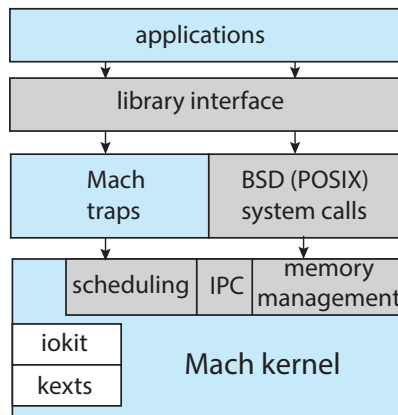 applications
library interface
Mach
traps
BSD (POSIX)
system calls
scheduling
IPC
memory
management
iokit
kexts
Mach kernel